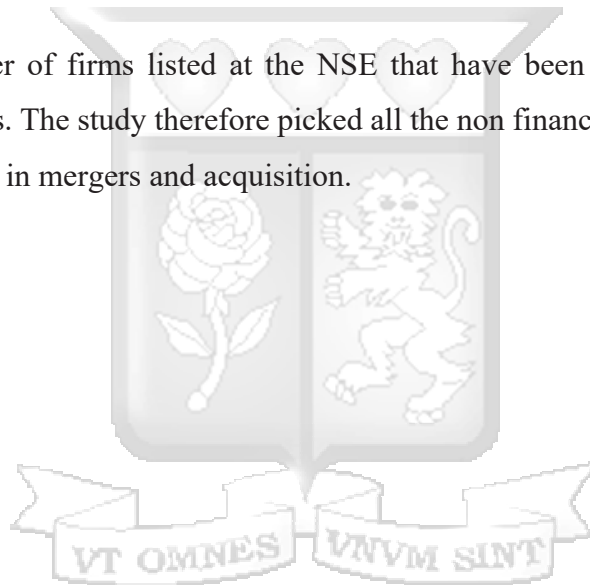 er of firms listed at the NSE that have been
s. The study therefore picked all the non financ
in mergers and acquisition.
VT OMNES VNVM SINT